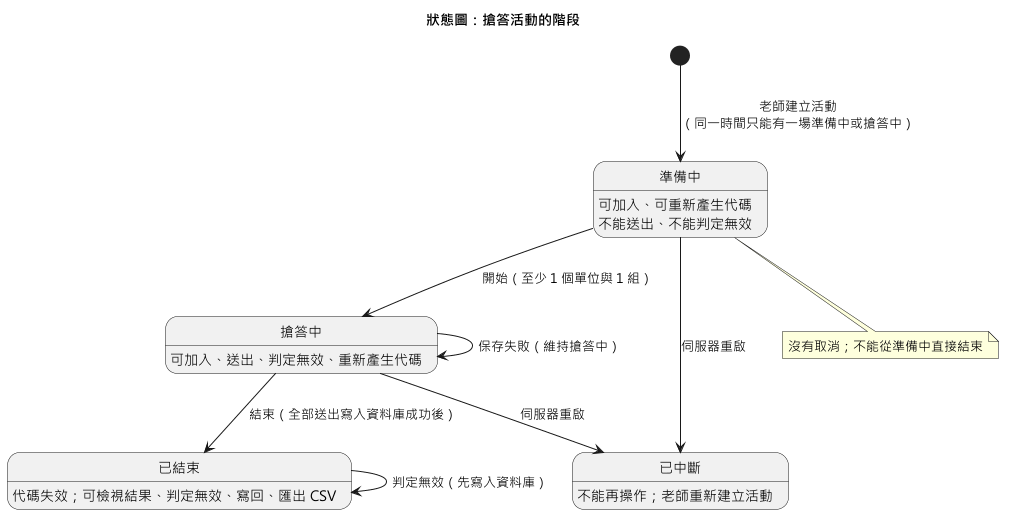 狀態圖：搶答活動的階段
老師建立活動
（同一時間只能有一場準備中或搶答中）
準備中
可加入、可重新產生代碼
不能送出、不能判定無效
開始（至少 1 個單位與 1 組）
搶答中
可加入、送出、判定無效、重新產生代碼
保存失敗（維持搶答中）
伺服器重啟
沒有取消；不能從準備中直接結束
結束（全部送出寫入資料庫成功後）
伺服器重啟
已結束
代碼失效；可檢視結果、判定無效、寫回、匯出 CSV
判定無效（先寫入資料庫）
已中斷
不能再操作；老師重新建立活動